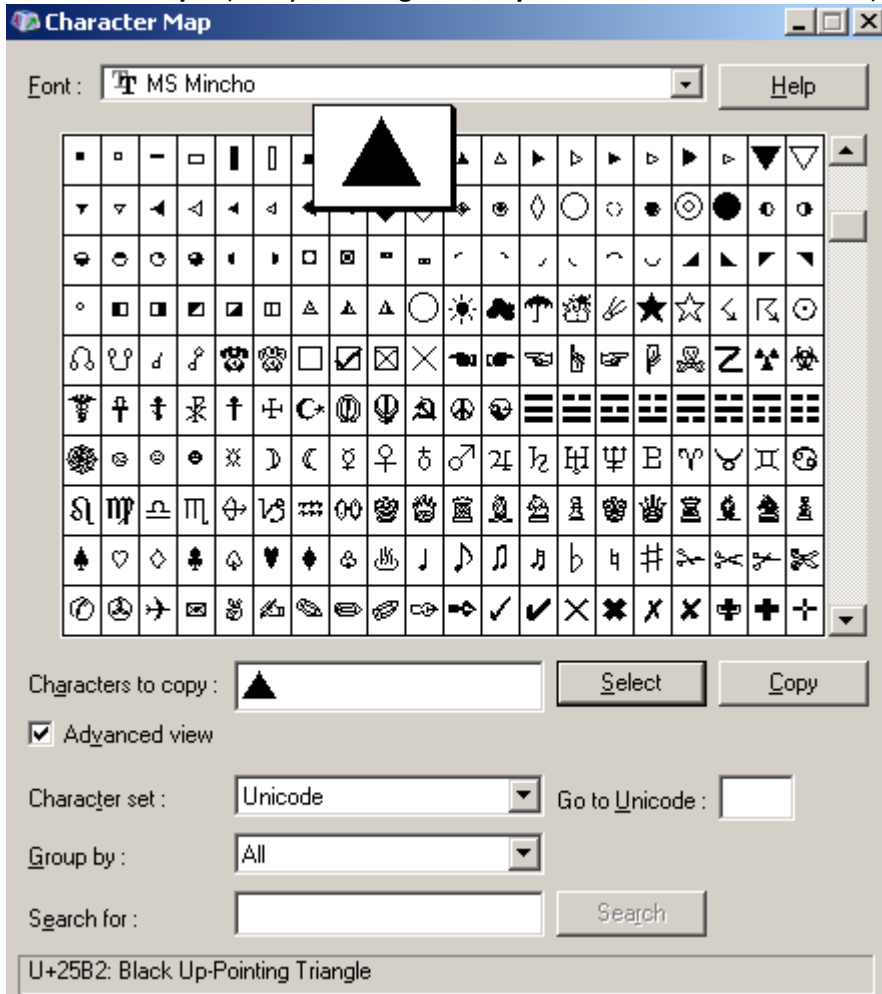 Character Map
Font : MS Mincho Help
Characters to copy : ▲ Select Copy
Advanced view
Character set : Unicode Go to Unicode :
Group by : All
Search for : Search
U+25B2: Black Up-Pointing Triangle